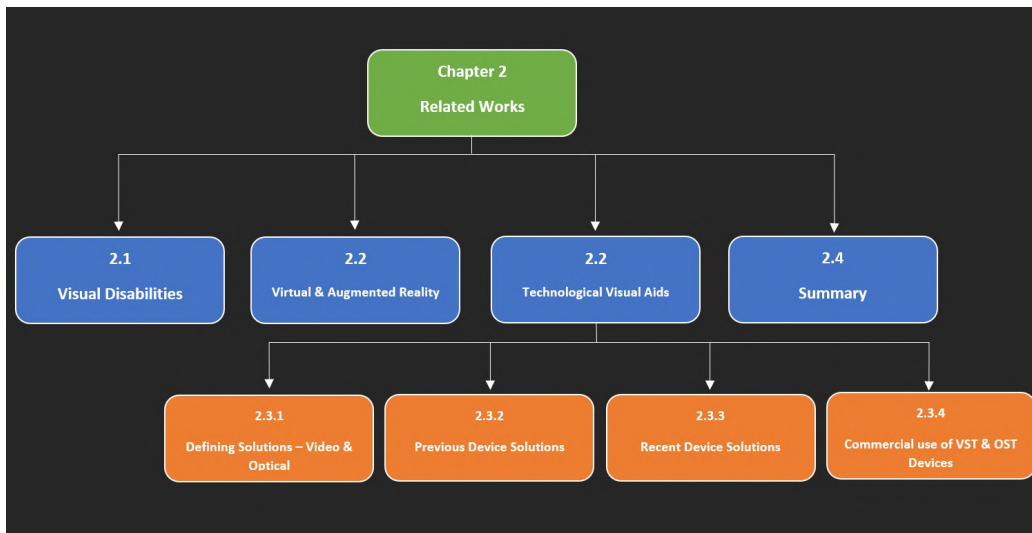 Chapter 2
Related Works
2.1
Visual Disabilities
2.2
Virtual & Augmented Reality
2.2
Technological Visual Aids
2.4
Summary
2.3.1
Defining Solutions – Video &
Optical
2.3.2
Previous Device Solutions
2.3.3
Recent Device Solutions
2.3.4
Commercial use of VST & OST
Devices